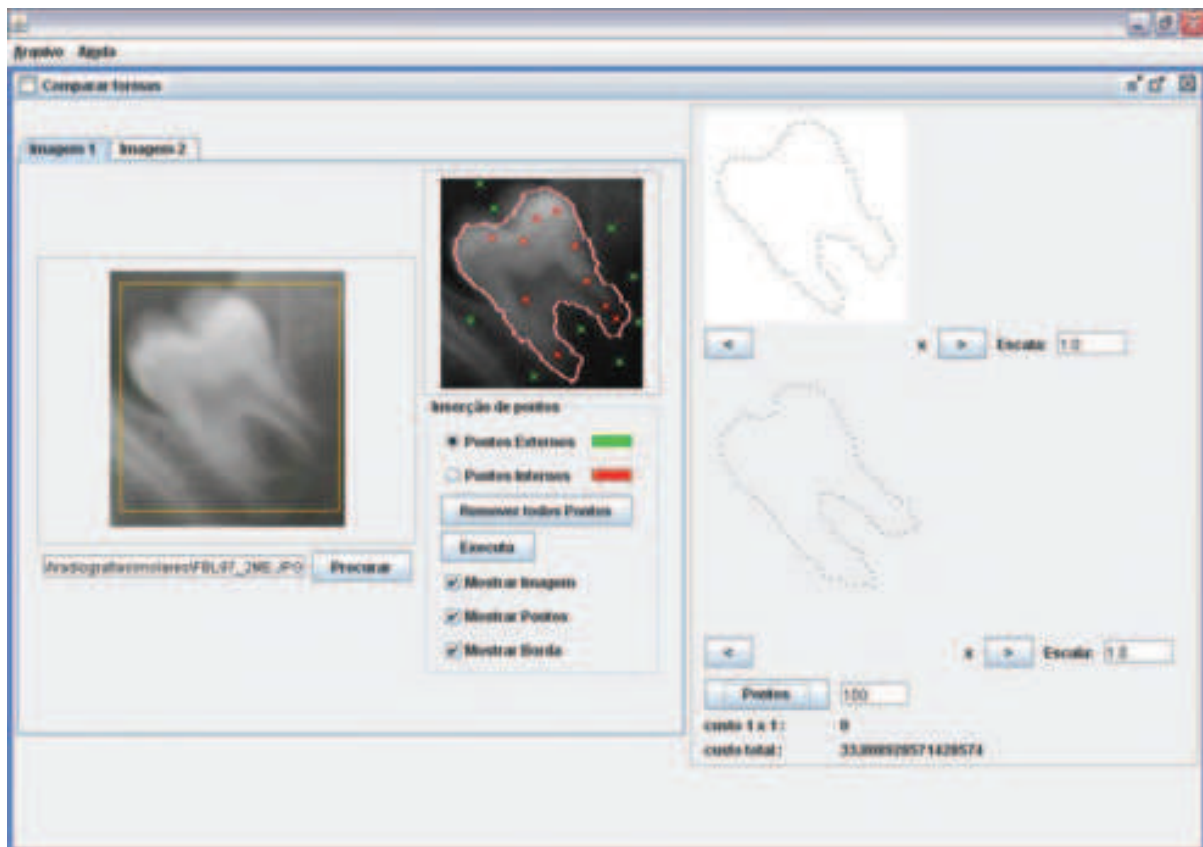 Arquivo Ajuda
Comparar formas
Imagem 1 Imagem 2
Inserção de pontos
Pontos Externos
Pontos Internos
Remover todos Pontos
Executa
Mostrar Imagem
Mostrar Pontos
Mostrar Borda
Procurar
< x > Escala: 1.0
< x > Escala: 1.0
Pontos 100
custo 1 x 1 : 0
custo total :